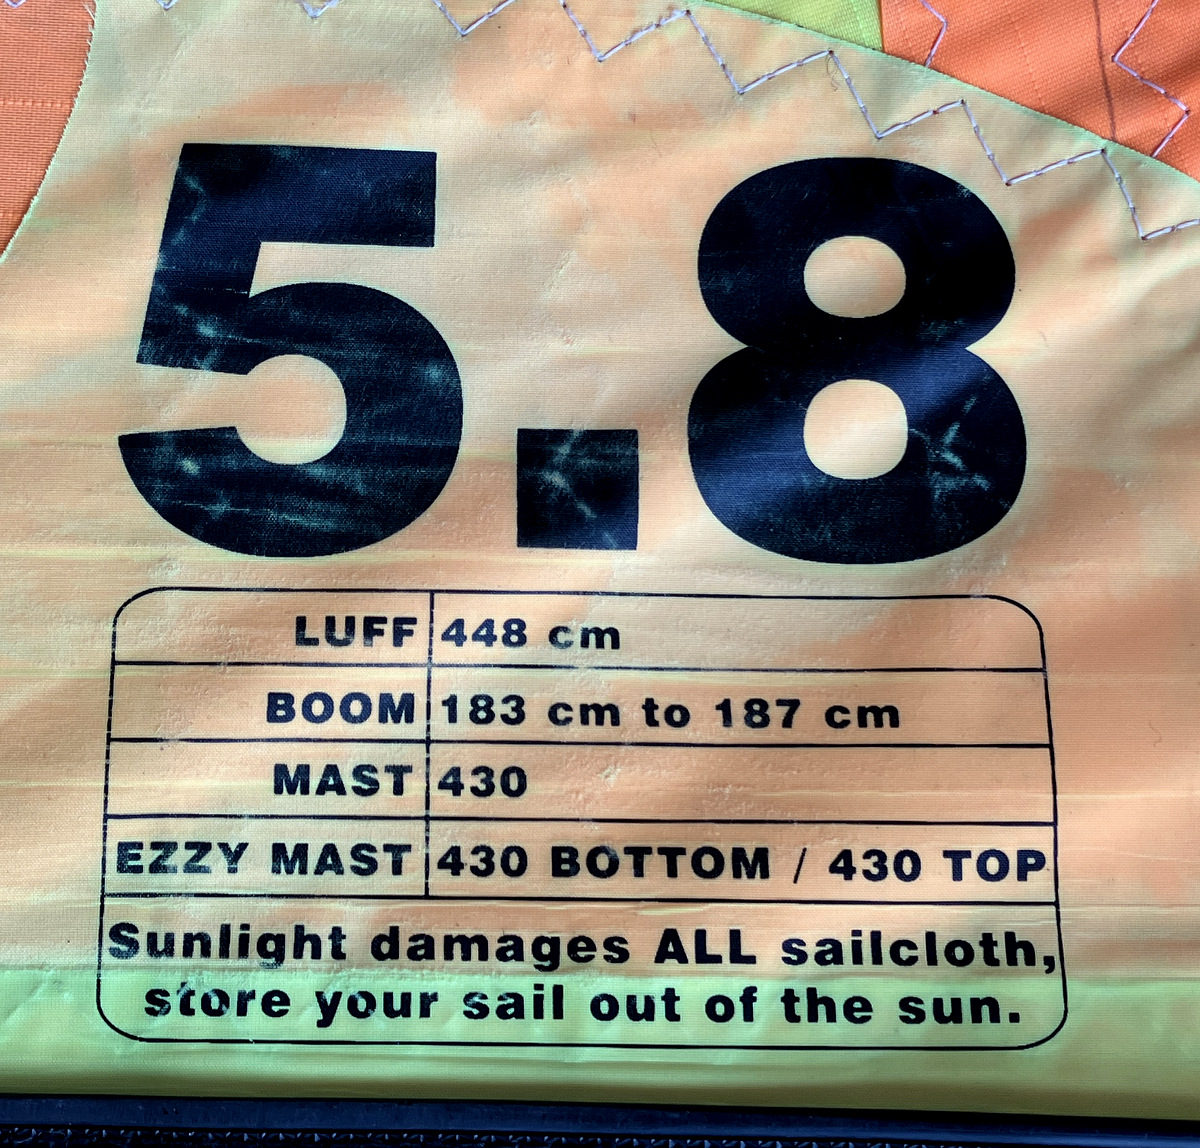 5.8
LUFF 448 cm
BOOM 183 cm to 187 cm
MAST 430
EZZY MAST 430 BOTTOM / 430 TOP
Sunlight damages ALL sailcloth,
store your sail out of the sun.